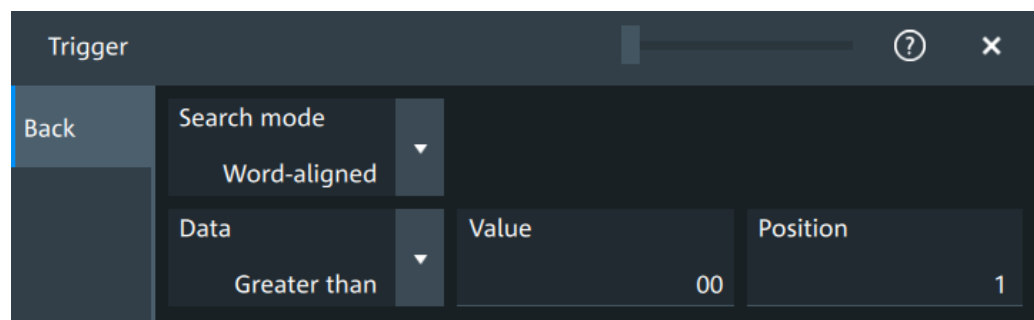 Trigger
Back
Search mode
Word-aligned
Data
Greater than
Value
00
Position
1